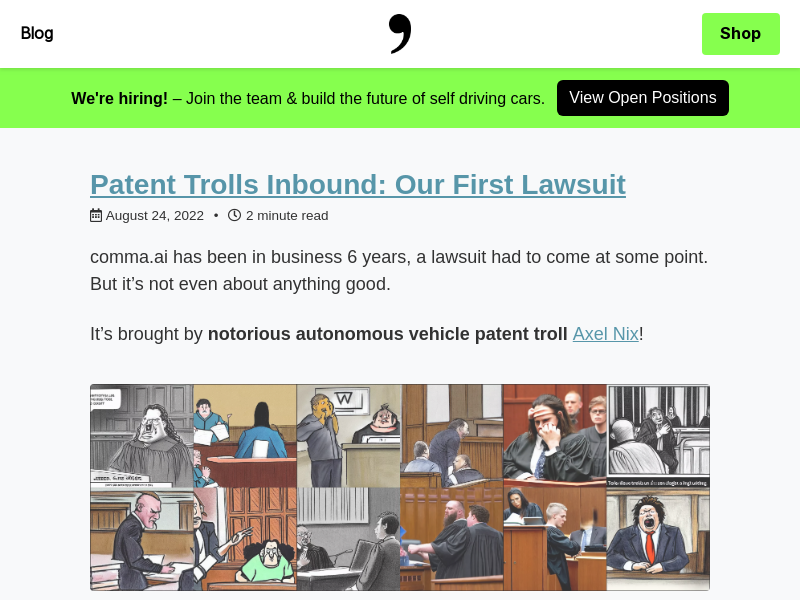 Blog
Shop
We're hiring! – Join the team & build the future of self driving cars. View Open Positions
Patent Trolls Inbound: Our First Lawsuit
August 24, 2022 • 2 minute read
comma.ai has been in business 6 years, a lawsuit had to come at some point.
But it’s not even about anything good.
It’s brought by notorious autonomous vehicle patent troll Axel Nix!
W